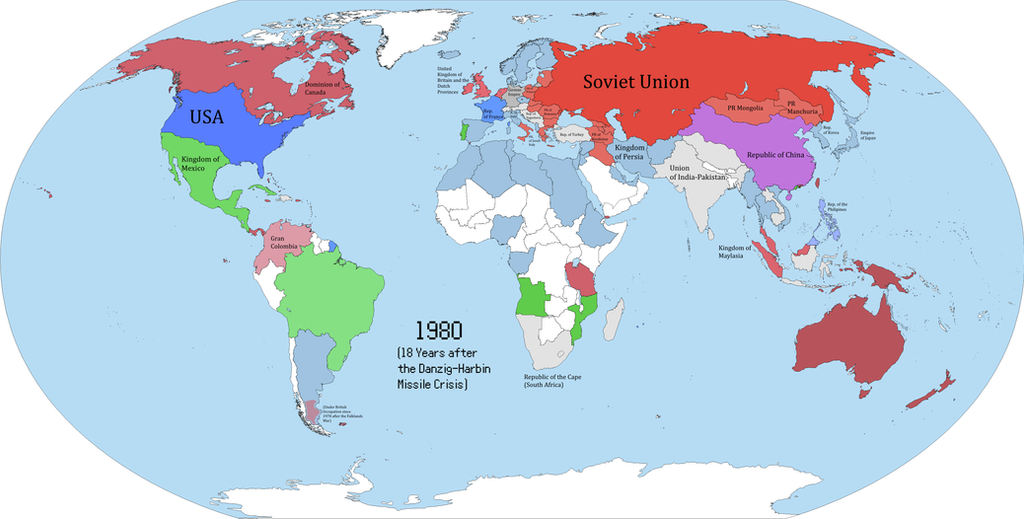 United
Kingdom of
Britain and the
Dutch
Provinces
Soviet Union
Dominion of
Canada
USA
Rep.
of France
German
Empire
PR Mongolia
PR
Manchuria
Rep. of Turkey
Kingdom
of Persia
Rep.
of Korea
Empire
of Japan
Republic of China
Kingdom of
Mexico
Union
of India-Pakistan
Rep. of the
Philipines
Gran
Colombia
Kingdom of
Maylasia
1980
(18 Years after
the Danzig-Harbin
Missile Crisis)
Republic of the Cape
(South Africa)
(Under British
Occupation since
1978 after the Falklands
War)